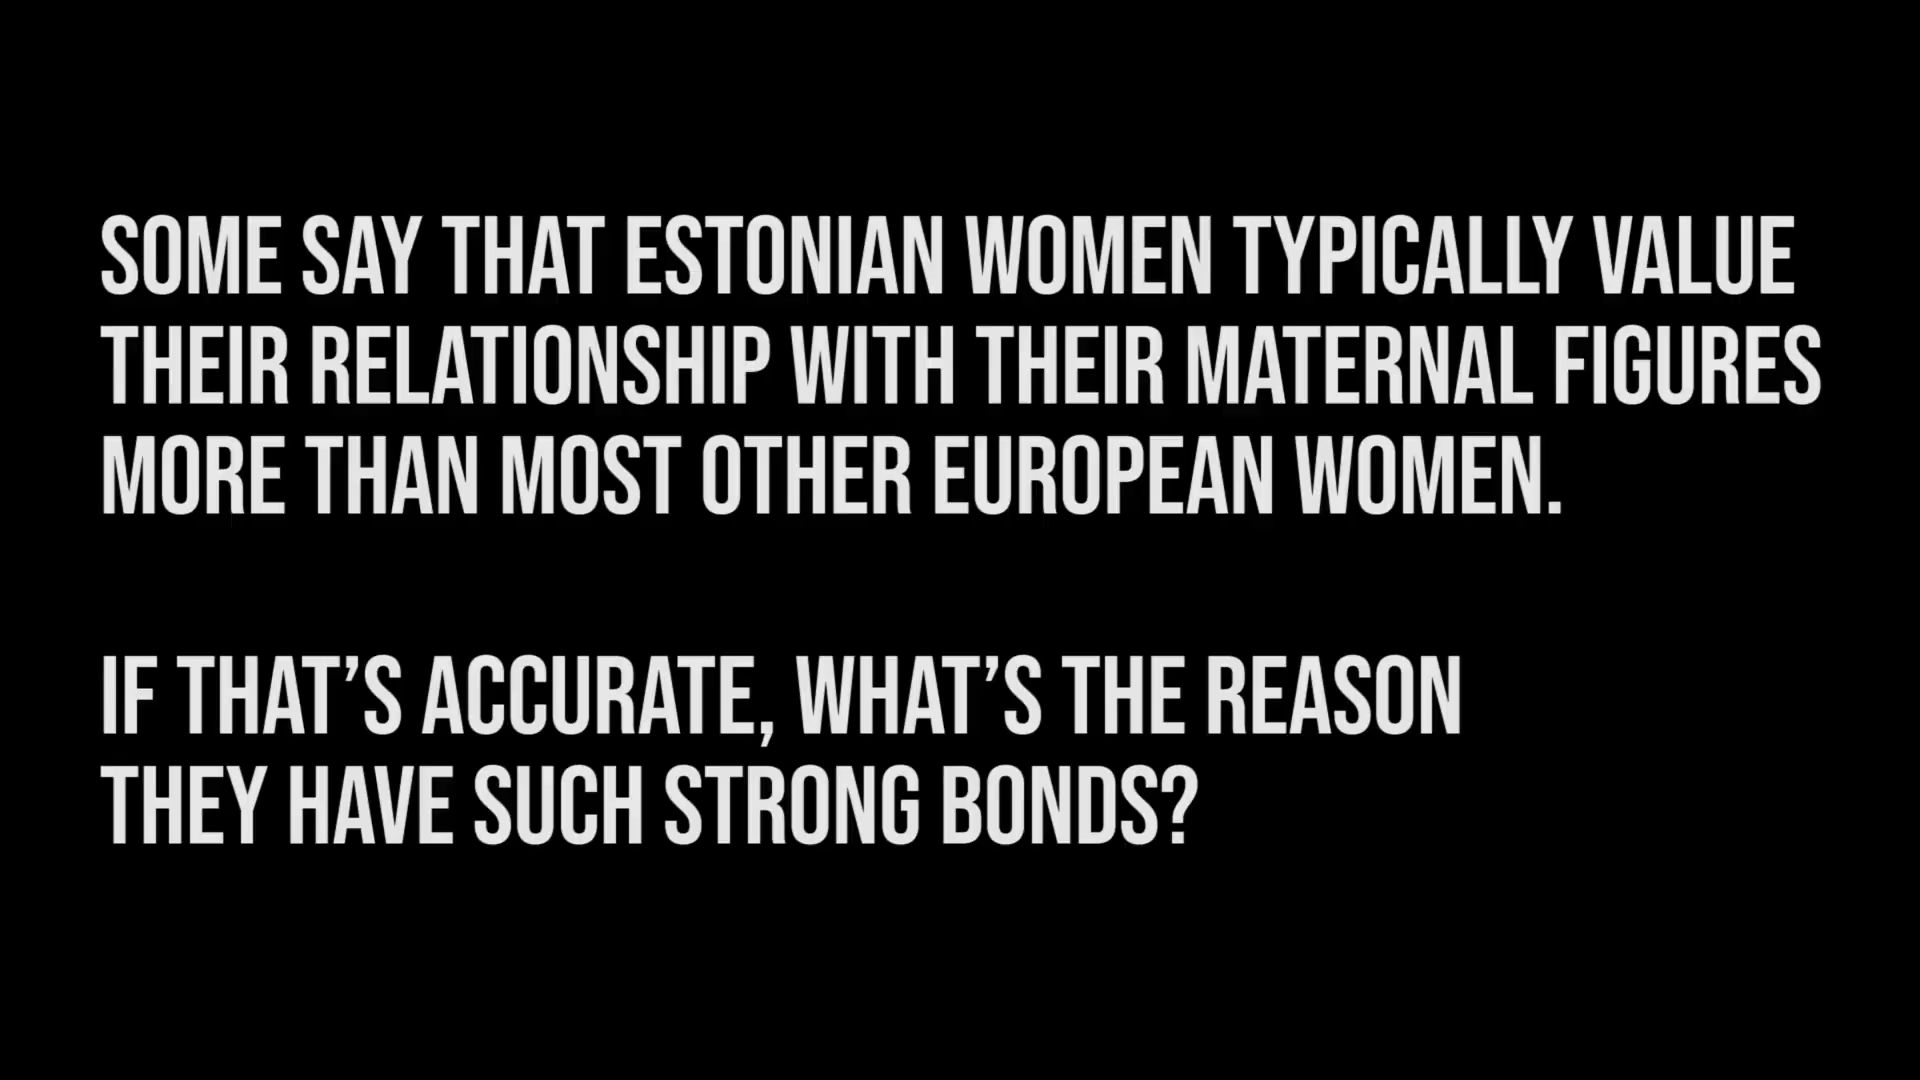 SOME SAY THAT ESTONIAN WOMEN TYPICALLY VALUE
THEIR RELATIONSHIP WITH THEIR MATERNAL FIGURES
MORE THAN MOST OTHER EUROPEAN WOMEN.
IF THAT’S ACCURATE, WHAT’S THE REASON
THEY HAVE SUCH STRONG BONDS?